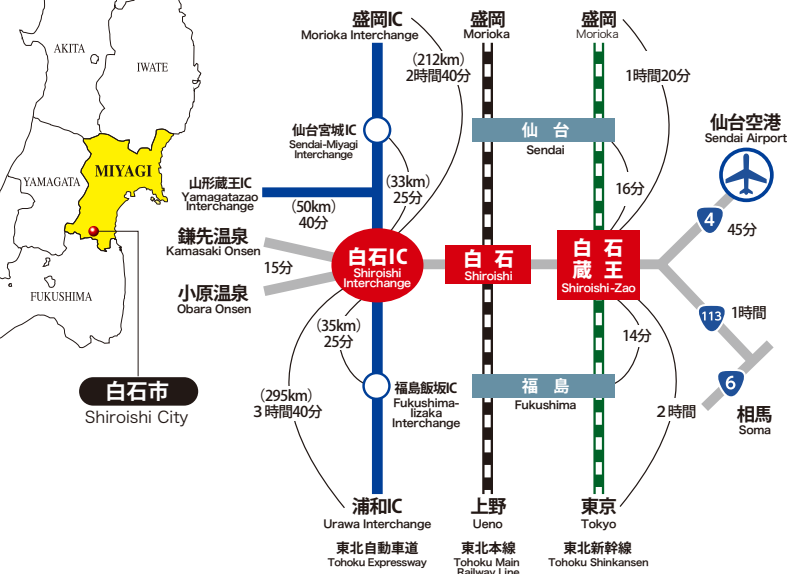 AKITA
IWATE
MIYAGI
YAMAGATA
FUKUSHIMA
白石市
Shiroishi City
盛岡IC
Morioka Interchange
(212km)
2時間40分
仙台宮城IC
Sendai-Miyagi
Interchange
(33km)
25分
山形蔵王IC
Yamagatazao
Interchange
(50km)
40分
鎌先温泉
Kamasaki Onsen
15分
小原温泉
Obara Onsen
白石IC
Shiroishi
Interchange
(35km)
25分
福島飯坂IC
Fukushima-
Iizaka
Interchange
(295km)
3時間40分
浦和IC
Urawa Interchange
東北自動車道
Tohoku Expressway
盛岡
Morioka
仙台
Sendai
白石
Shiroishi
福島
Fukushima
上野
Ueno
東北本線
Tohoku Main
Railway Line
盛岡
Morioka
1時間20分
16分
白石
蔵王
Shiroishi-Zao
14分
2時間
東京
Tokyo
東北新幹線
Tohoku Shinkansen
仙台空港
Sendai Airport
4
45分
113
1時間
6
相馬
Soma